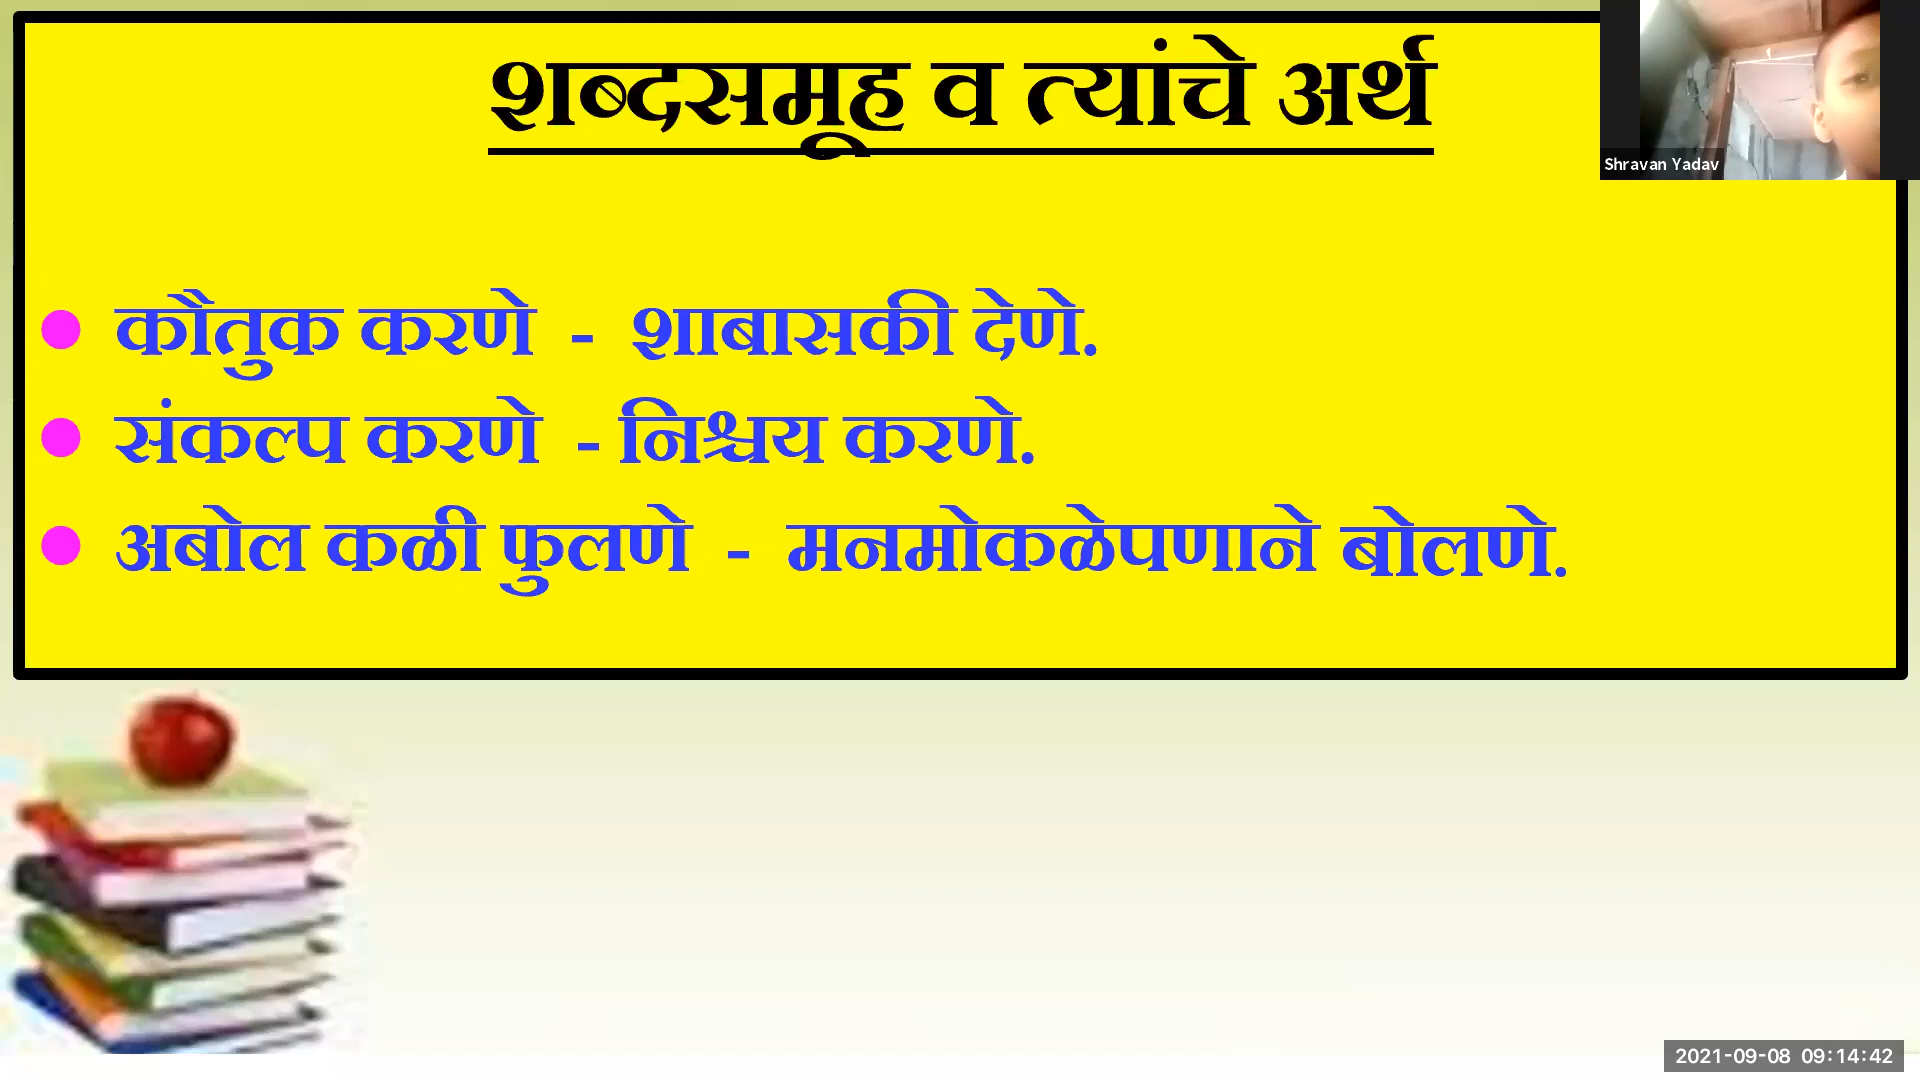 शब्दसमूह व त्यांचे अर्थ
Shravan Yadav
कौतुक करणे - शाबासकी देणे.
संकल्प करणे - निश्चय करणे.
अबोल कळी फुलणे - मनमोकळेपणाने बोलणे.
2021-09-08 09:14:42